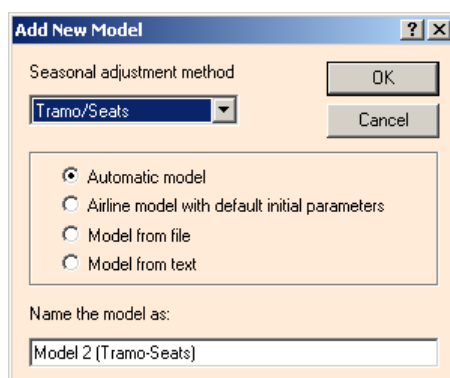 Add New Model
Seasonal adjustment method
OK
Tramo/Seats
Cancel
Automatic model
Airline model with default initial parameters
Model from file
Model from text
Name the model as:
Model 2 (Tramo-Seats)